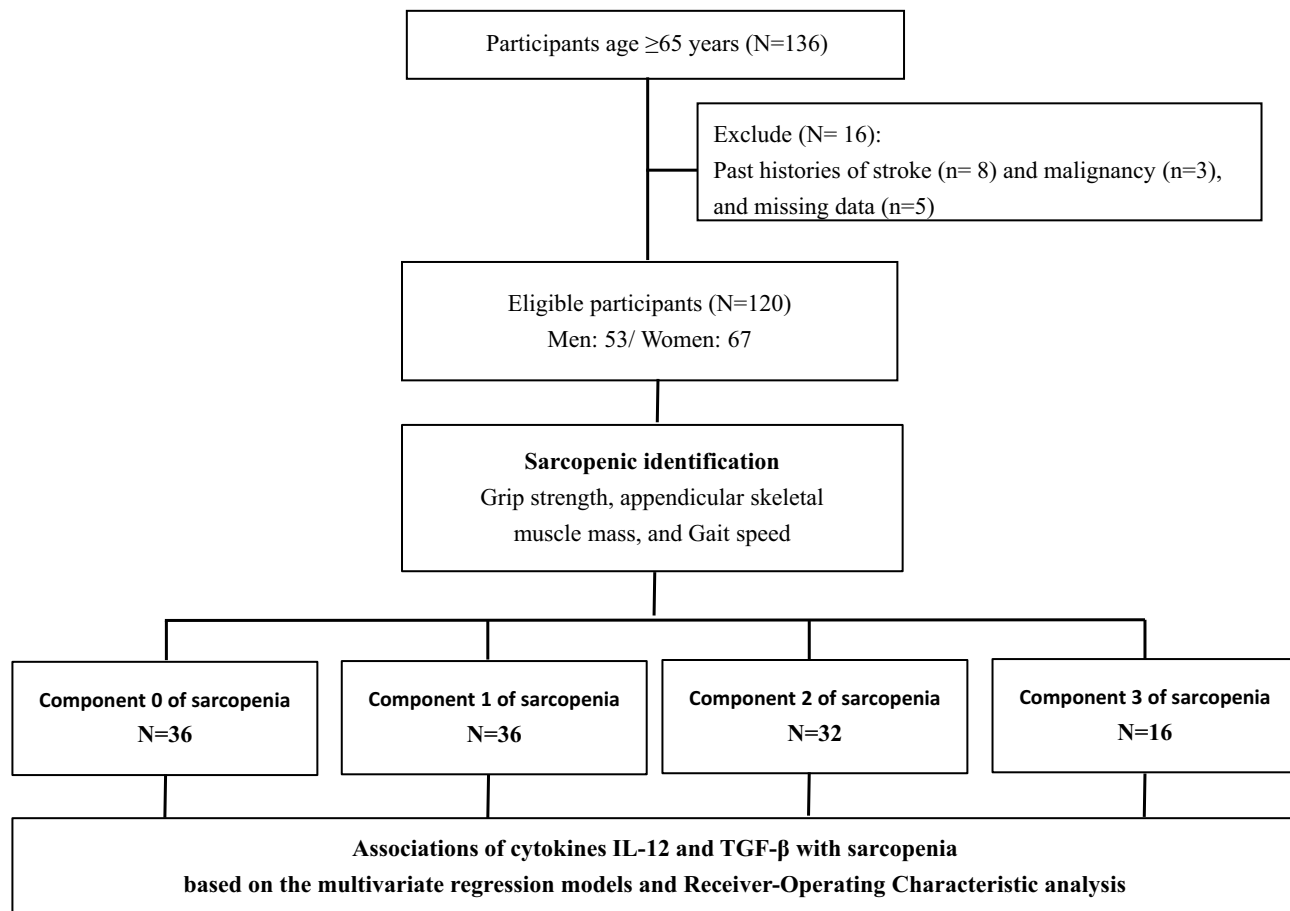 Participants age ≥65 years (N=136)
Exclude (N= 16):
Past histories of stroke (n= 8) and malignancy (n=3),
and missing data (n=5)
Eligible participants (N=120)
Men: 53/ Women: 67
Sarcopenic identification
Grip strength, appendicular skeletal
muscle mass, and Gait speed
Component 0 of sarcopenia
N=36
Component 1 of sarcopenia
N=36
Component 2 of sarcopenia
N=32
Component 3 of sarcopenia
N=16
Associations of cytokines IL-12 and TGF-β with sarcopenia
based on the multivariate regression models and Receiver-Operating Characteristic analysis